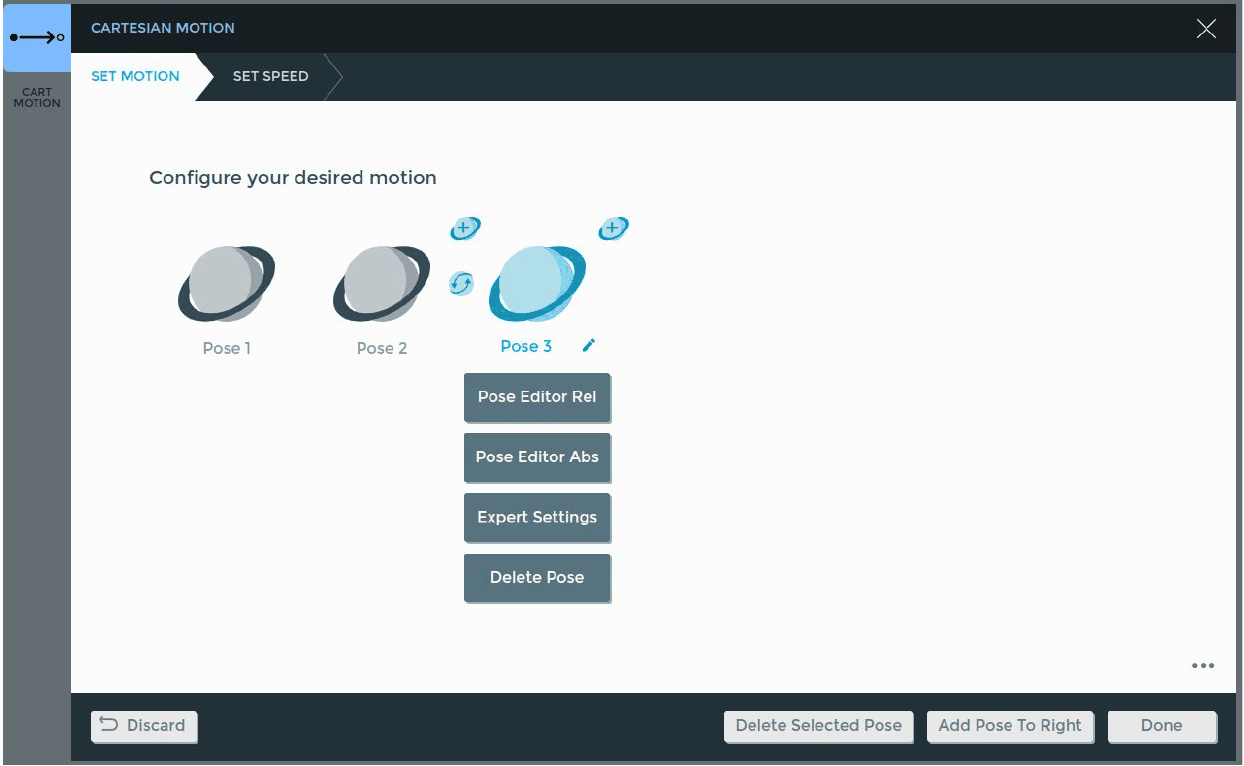 CARTESIAN MOTION
SET MOTION
SET SPEED
CART
MOTION
Configure your desired motion
Pose 1
Pose 2
Pose 3
Pose Editor Rel
Pose Editor Abs
Expert Settings
Delete Pose
Discard
Delete Selected Pose
Add Pose To Right
Done